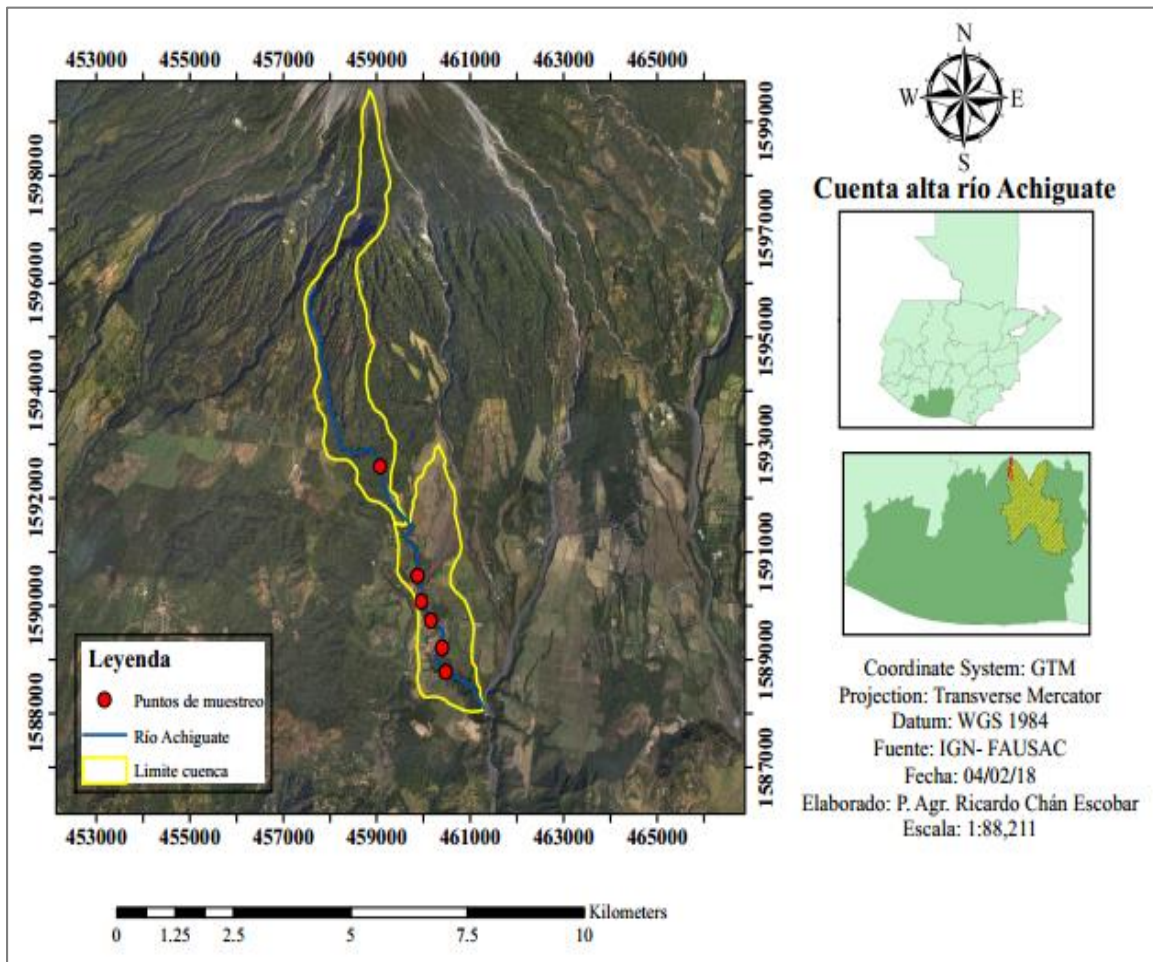 453000 455000 457000 459000 461000 463000 465000
1598000
1596000
1595000
1594000
1592000
1590000
1589000
1588000
1599000
1597000
1595000
1593000
1591000
1589000
1587000
Leyenda
Puntos de muestreo
Río Achiguate
Limite cuenca
453000 455000 457000 459000 461000 463000 465000
0 1.25 2.5 5 7.5 10
Kilometers
N
W E
S
Cuenta alta río Achiguate
Coordinate System: GTM
Projection: Transverse Mercator
Datum: WGS 1984
Fuente: IGN- FAUSAC
Fecha: 04/02/18
Elaborado: P. Agr. Ricardo Chán Escobar
Escala: 1:88,211